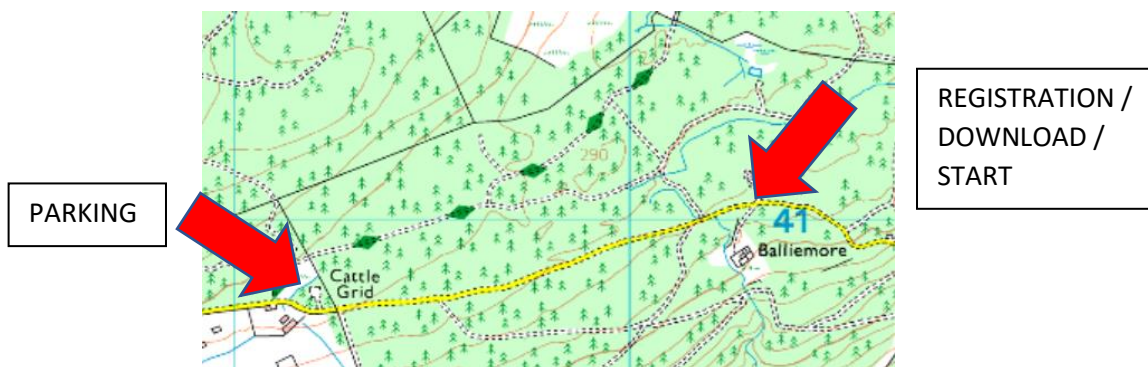 REGISTRATION /
DOWNLOAD /
START
290
PARKING
41
Balliemore
Cattle
Grid